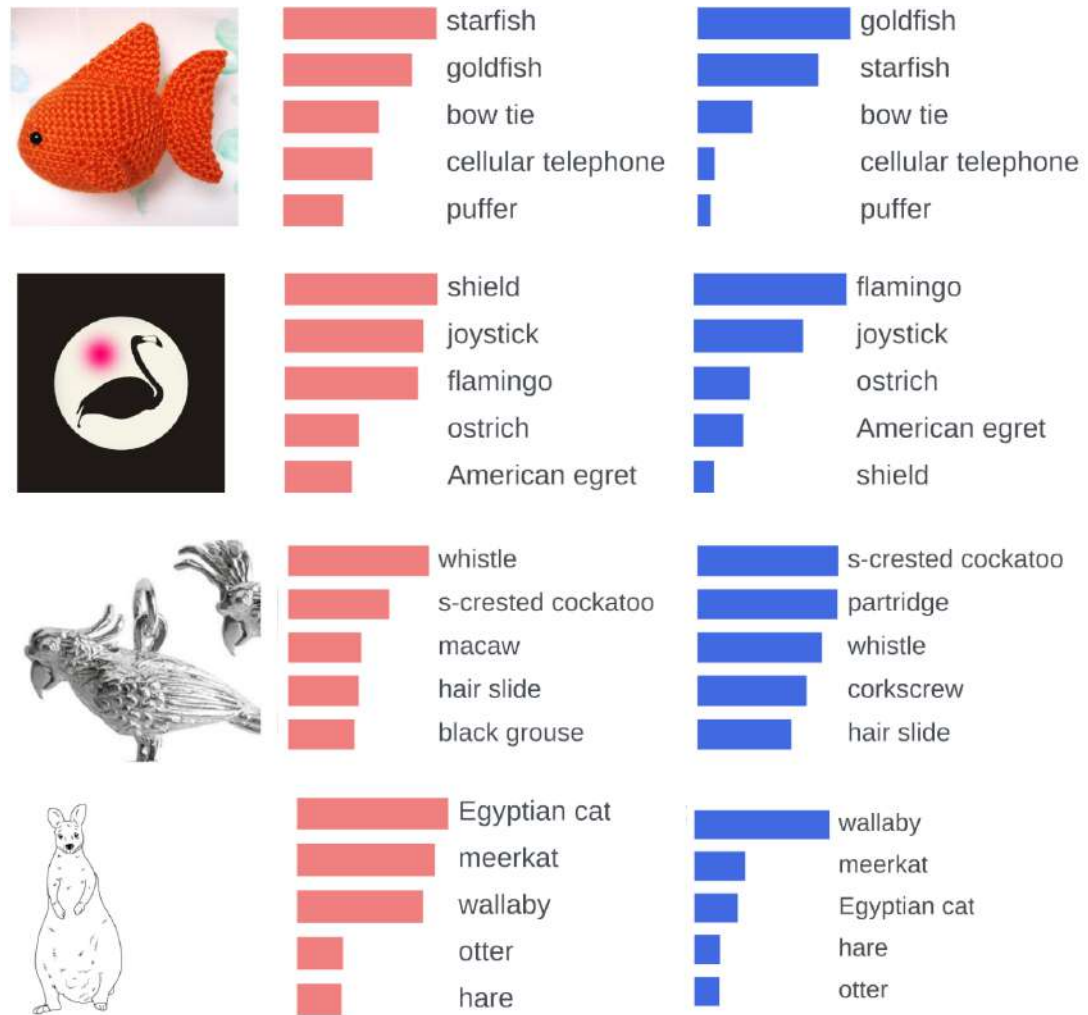 starfish goldfish
goldfish starfish
bow tie bow tie
cellular telephone cellular telephone
puffer puffer
shield flamingo
joystick joystick
flamingo ostrich
ostrich American egret
American egret shield
whistle s-crested cockatoo
s-crested cockatoo partridge
macaw whistle
hair slide corkscrew
black grouse hair slide
Egyptian cat wallaby
meerkat meerkat
wallaby Egyptian cat
otter hare
hare otter